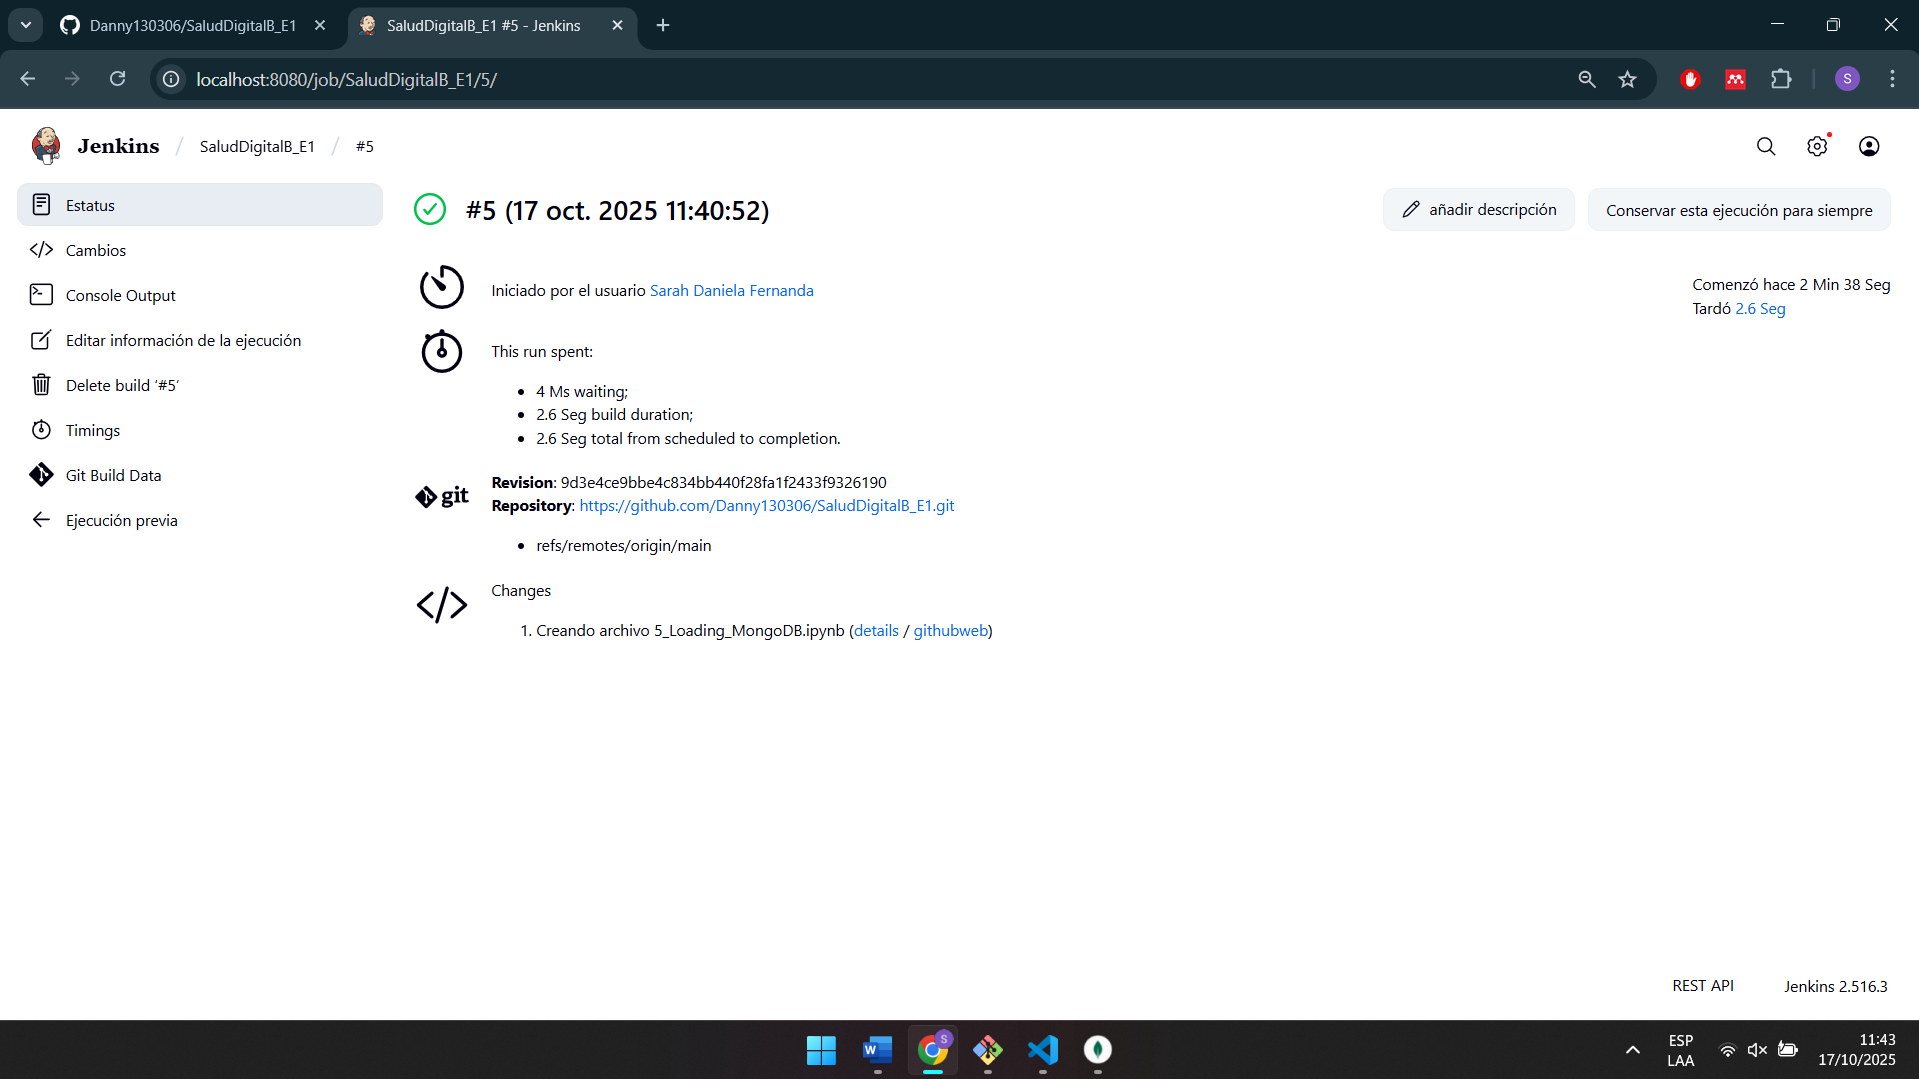 Danny130306/SaludDigitalB_E1
SaludDigitalB_E1 #5 - Jenkins
localhost:8080/job/SaludDigitalB_E1/5/
S
Jenkins / SaludDigitalB_E1 / #5
Estatus
Cambios
Console Output
Editar información de la ejecución
Delete build ‘#5’
Timings
Git Build Data
Ejecución previa
#5 (17 oct. 2025 11:40:52)
añadir descripción
Conservar esta ejecución para siempre
Iniciado por el usuario Sarah Daniela Fernanda
Comenzó hace 2 Min 38 Seg
Tardó 2.6 Seg
This run spent:
• 4 Ms waiting;
• 2.6 Seg build duration;
• 2.6 Seg total from scheduled to completion.
git
Revision: 9d3e4ce9bbe4c834bb440f28fa1f2433f9326190
Repository: https://github.com/Danny130306/SaludDigitalB_E1.git
• refs/remotes/origin/main
Changes
1. Creando archivo 5_Loading_MongoDB.ipynb (details / githubweb)
REST API
Jenkins 2.516.3
W
S
ESP
LAA
11:43
17/10/2025